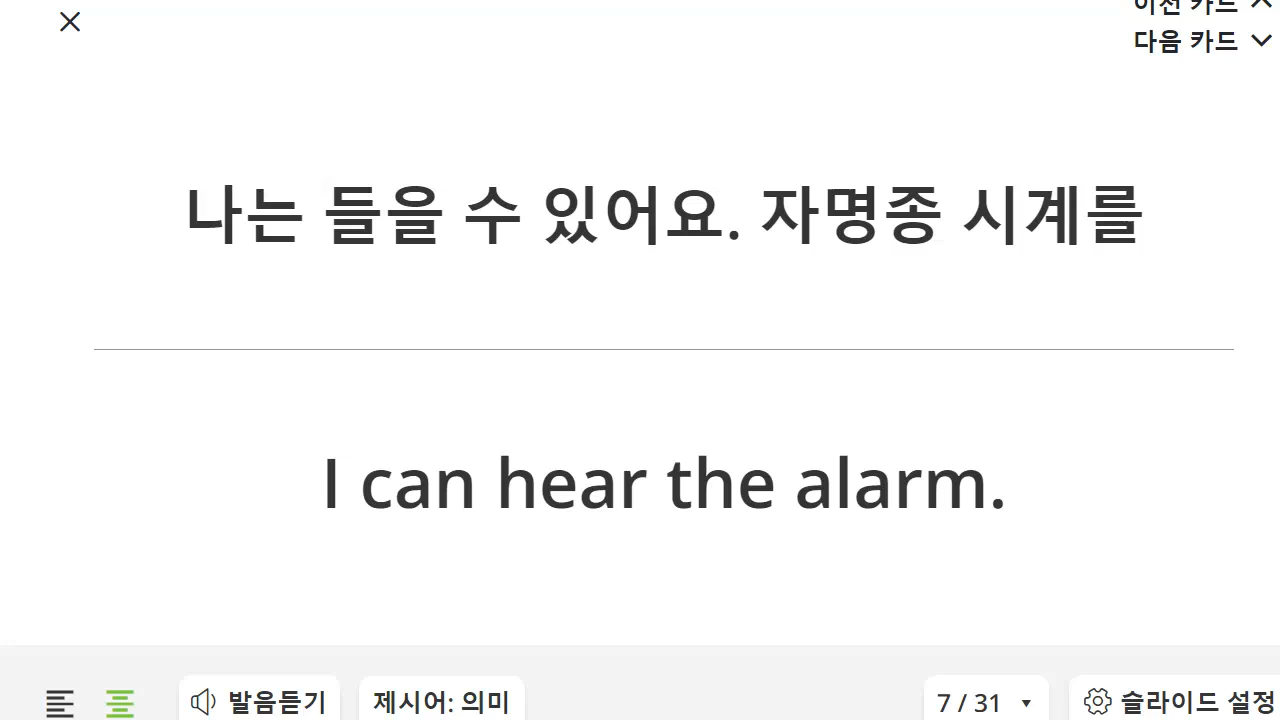 이전 카드
다음 카드
나는 들을 수 있어요. 자명종 시계를
I can hear the alarm.
발음듣기 제시어: 의미 7 / 31 슬라이드 설정